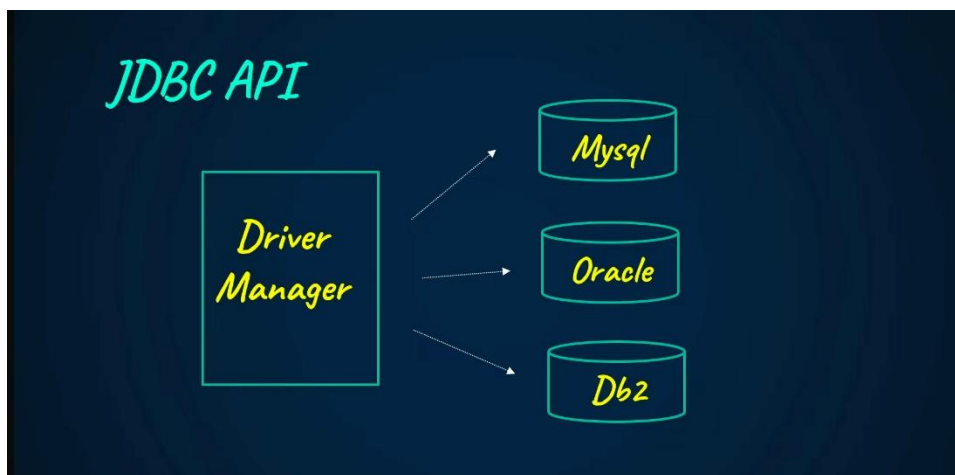 JDBC API
Driver
Manager
Mysql
Oracle
Db2